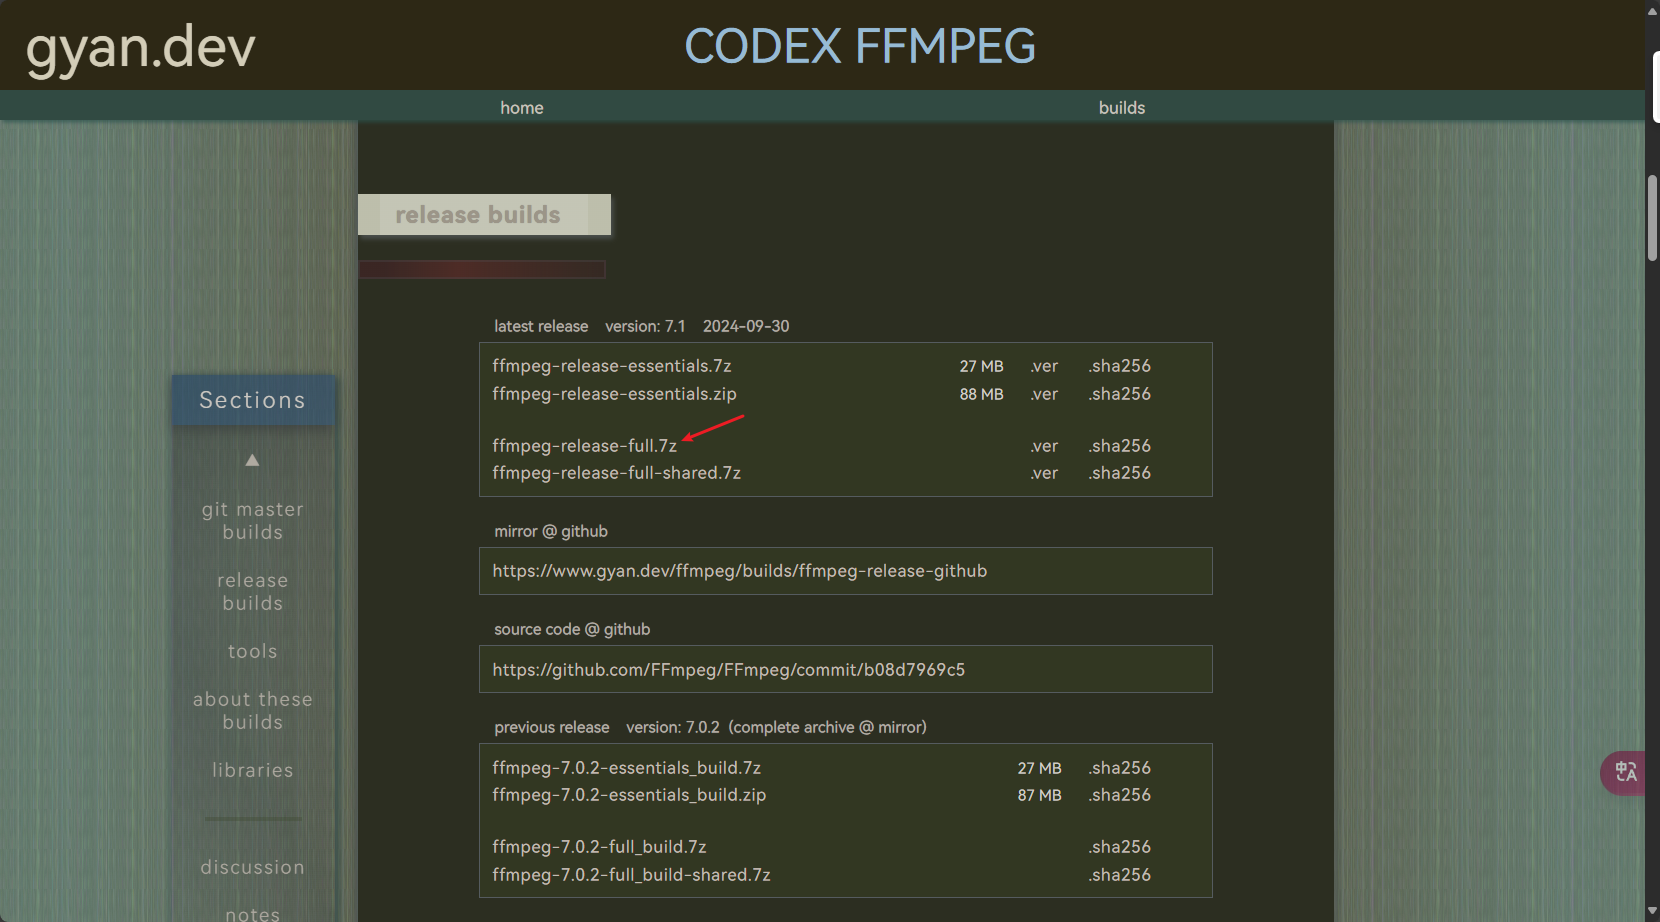 gyan.dev
CODEX FFMPEG
home builds
release builds
latest release version: 7.1 2024-09-30
ffmpeg-release-essentials.7z 27 MB .ver .sha256
ffmpeg-release-essentials.zip 88 MB .ver .sha256
ffmpeg-release-full.7z .ver .sha256
ffmpeg-release-full-shared.7z .ver .sha256
mirror @ github
https://www.gyan.dev/ffmpeg/builds/ffmpeg-release-github
source code @ github
https://github.com/FFmpeg/FFmpeg/commit/b08d7969c5
previous release version: 7.0.2 (complete archive @ mirror)
ffmpeg-7.0.2-essentials_build.7z 27 MB .sha256
ffmpeg-7.0.2-essentials_build.zip 87 MB .sha256
ffmpeg-7.0.2-full_build.7z .sha256
ffmpeg-7.0.2-full_build-shared.7z .sha256
Sections
▲
git master
builds
release
builds
tools
about these
builds
libraries
discussion
notes
中A